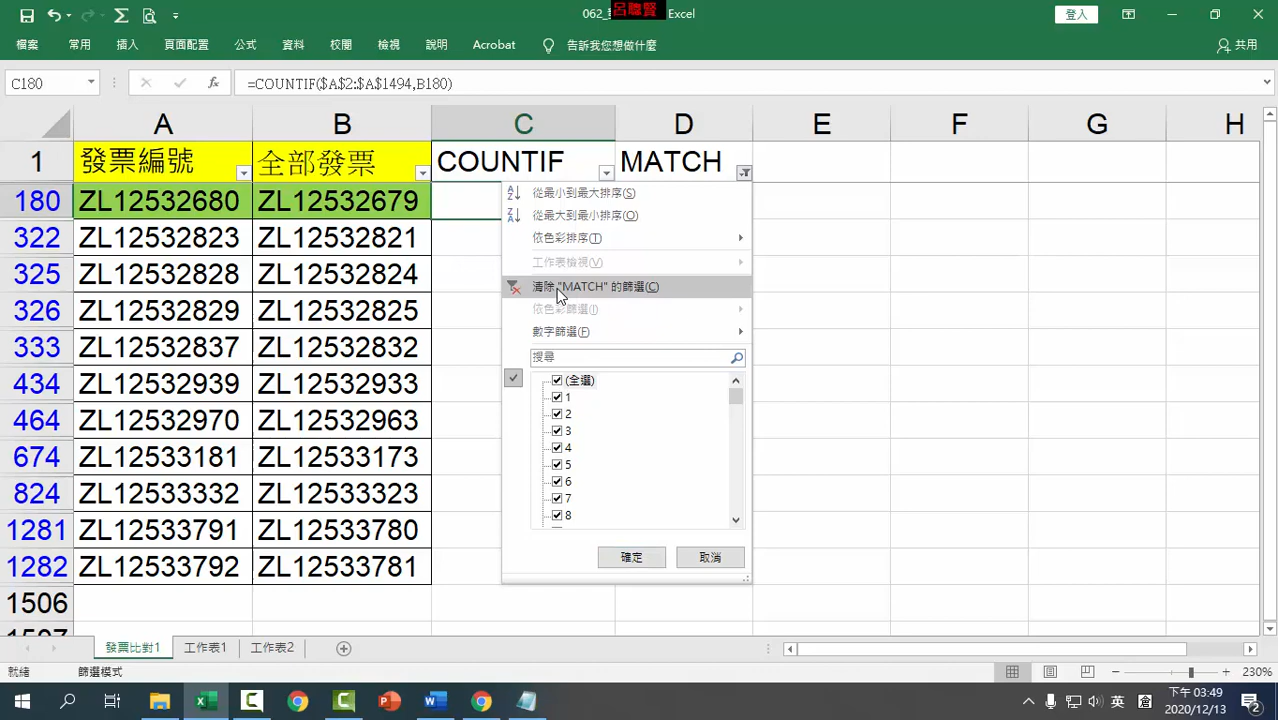 062_
呂聰賢
Excel
登入
檔案 常用 插入 頁面配置 公式 資料 校閱 檢視 說明 Acrobat 告訴我您想做什麼 共用
C180 fx =COUNTIF($A$2:$A$1494,B180)
A B C D E F G H
1 發票編號 全部發票 COUNTIF MATCH
180 ZL12532680 ZL12532679
322 ZL12532823 ZL12532821
325 ZL12532828 ZL12532824
326 ZL12532829 ZL12532825
333 ZL12532837 ZL12532832
434 ZL12532939 ZL12532933
464 ZL12532970 ZL12532963
674 ZL12533181 ZL12533173
824 ZL12533332 ZL12533323
1281 ZL12533791 ZL12533780
1282 ZL12533792 ZL12533781
1506
1507
從最小到最大排序(S)
從最大到最小排序(O)
依色彩排序(T)
工作表檢視(V)
清除 "MATCH" 的篩選(C)
依色彩篩選(I)
數字篩選(F)
搜尋
(全選)
1
2
3
4
5
6
7
8
確定 取消
發票比對1 工作表1 工作表2
就緒 篩選模式 230%
英 下午 03:49
2020/12/13
2